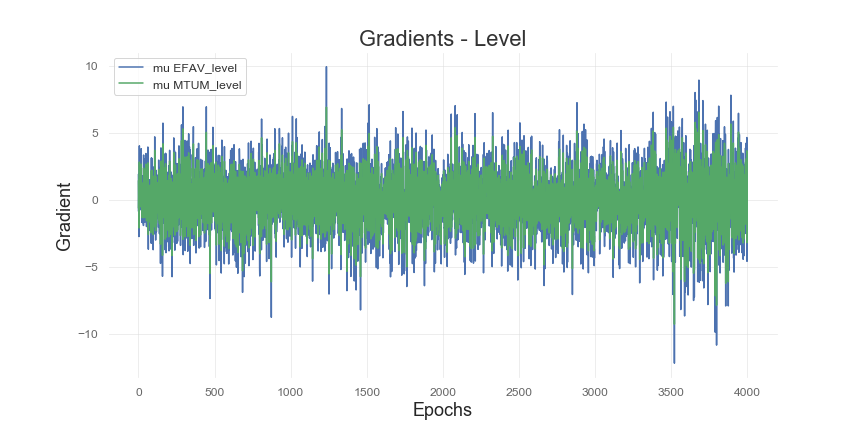 Gradients - Level
mu EFAV_level
mu MTUM_level
10
5
0
−5
−10
Gradient
0 500 1000 1500 2000 2500 3000 3500 4000
Epochs